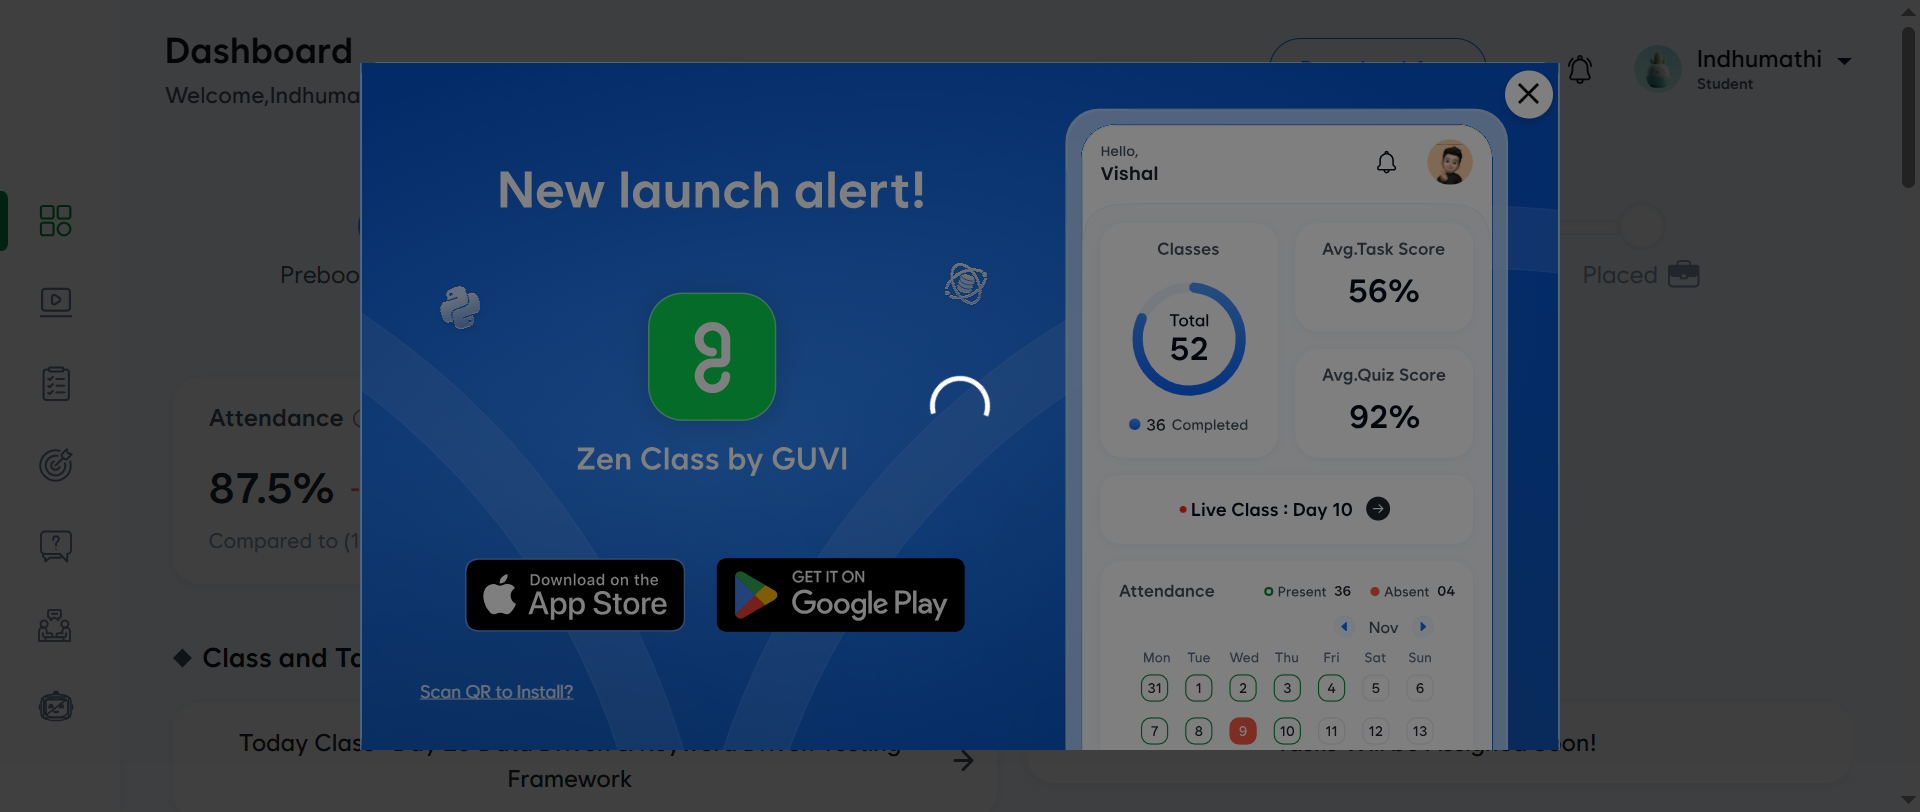 Dashboard
Welcome,Indhuma
Indhumathi
Student
New launch alert!
Zen Class by GUVI
Download on the
App Store
GET IT ON
Google Play
Scan QR to Install?
Hello,
Vishal
Classes
Total
52
36 Completed
Avg.Task Score
56%
Avg.Quiz Score
92%
Live Class : Day 10
Attendance
Present 36
Absent 04
Nov
Mon Tue Wed Thu Fri Sat Sun
31 1 2 3 4 5 6
7 8 9 10 11 12 13
Preboo
Placed
Attendance
87.5%
Compared to (1
Class and Ta
Today Clas
Framework
oon!